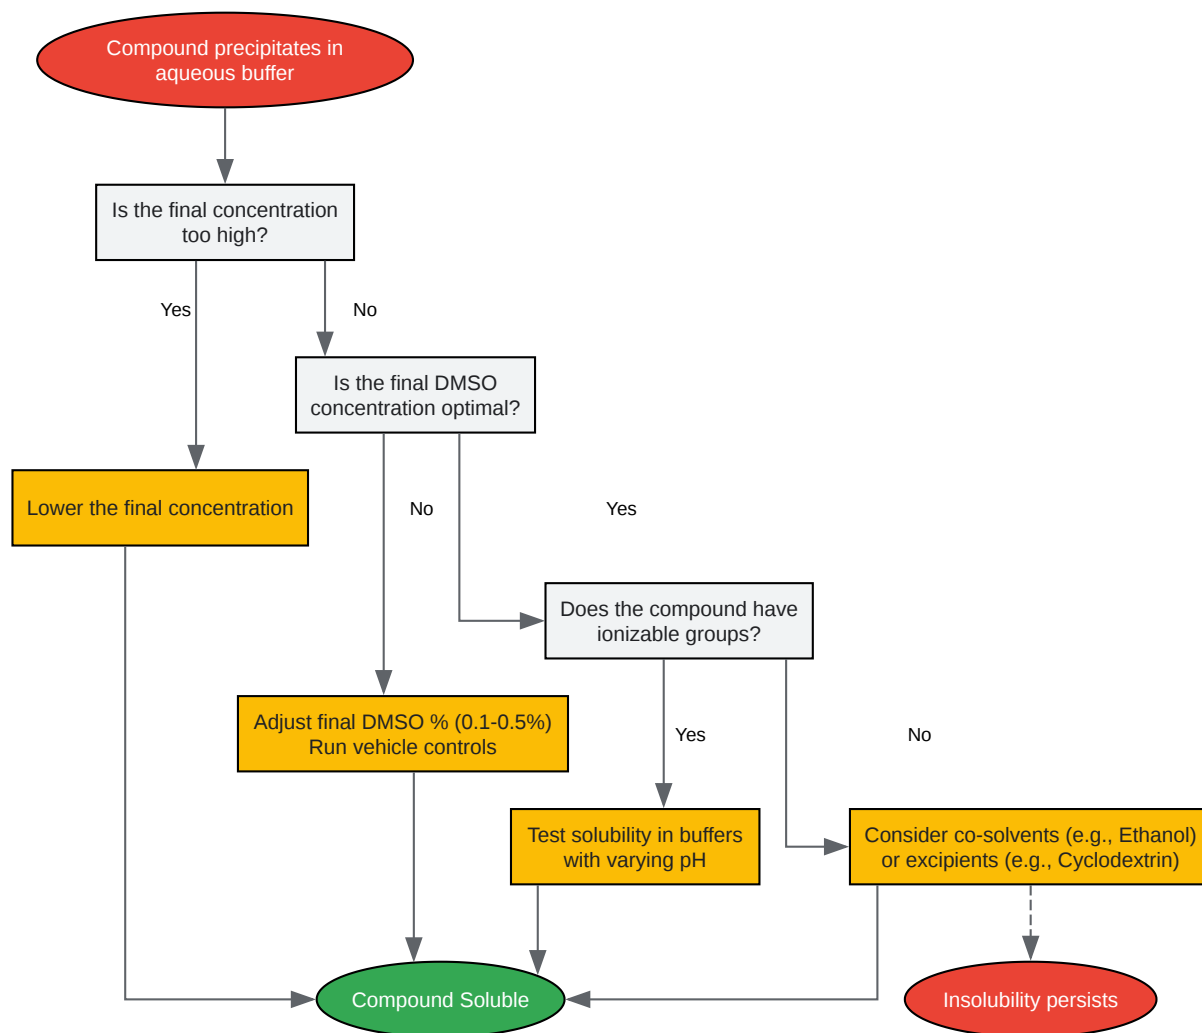 Compound precipitates in
aqueous buffer
Is the final concentration
too high?
Yes
No
Is the final DMSO
concentration optimal?
Lower the final concentration
No
Yes
Does the compound have
ionizable groups?
Adjust final DMSO % (0.1-0.5%)
Run vehicle controls
Yes
No
Test solubility in buffers
with varying pH
Consider co-solvents (e.g., Ethanol)
or excipients (e.g., Cyclodextrin)
Compound Soluble
Insolubility persists